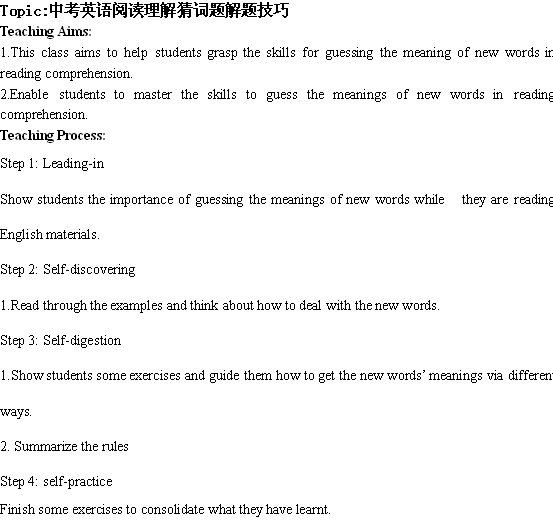 Topic:中考英语阅读理解猜词题解题技巧
Teaching Aims:
1.This class aims to help students grasp the skills for guessing the meaning of new words in
reading comprehension.
2.Enable students to master the skills to guess the meanings of new words in reading
comprehension.
Teaching Process:
Step 1: Leading-in
Show students the importance of guessing the meanings of new words while they are reading
English materials.
Step 2: Self-discovering
1.Read through the examples and think about how to deal with the new words.
Step 3: Self-digestion
1.Show students some exercises and guide them how to get the new words’ meanings via different
ways.
2. Summarize the rules
Step 4: self-practice
Finish some exercises to consolidate what they have learnt.